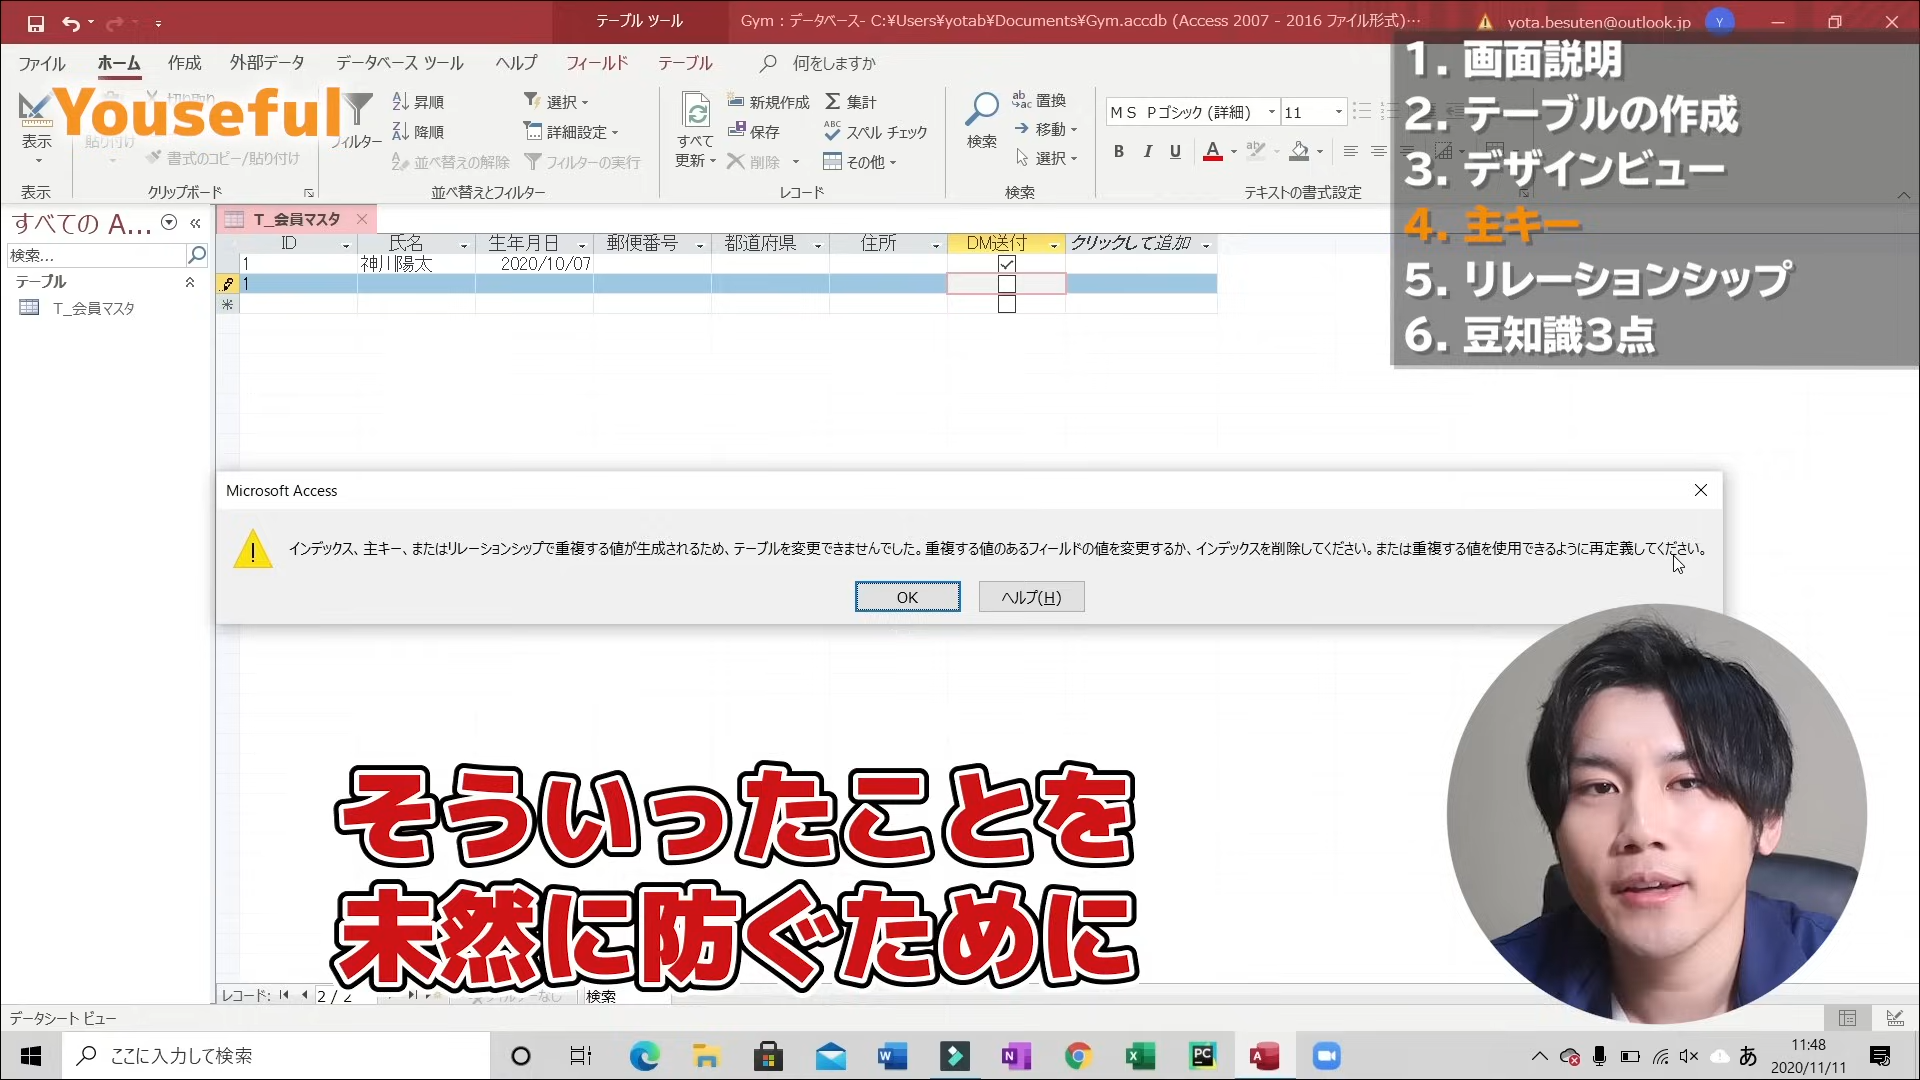 テーブル ツール
Gym : データベース- C:¥Users¥yotab¥Documents¥Gym.accdb (Access 2007 - 2016 ファイル形式)…
yota.besuten@outlook.jp
Y
ファイル ホーム 作成 外部データ データベース ツール ヘルプ フィールド テーブル 何をしますか
Youseful
表示
貼り付け
切り取り
書式のコピー/貼り付け
フィルター
昇順
降順
並べ替えの解除
選択
詳細設定
フィルターの実行
すべて
更新
新規作成
保存
削除
集計
スペル チェック
その他
検索
置換
移動
選択
MS Pゴシック (詳細)
11
B I U
表示 クリップボード 並べ替えとフィルター レコード 検索 テキストの書式設定
1. 画面説明
2. テーブルの作成
3. デザインビュー
4. 主キー
5. リレーションシップ
6. 豆知識3点
すべての A...
検索...
テーブル
T_会員マスタ
T_会員マスタ
ID 氏名 生年月日 郵便番号 都道府県 住所 DM送付 クリックして追加
1 神川陽太 2020/10/07
1
Microsoft Access
インデックス、主キー、またはリレーションシップで重複する値が生成されるため、テーブルを変更できませんでした。重複する値のあるフィールドの値を変更するか、インデックスを削除してください。または重複する値を使用できるように再定義してください。
OK
ヘルプ(H)
そういったことを
未然に防ぐために
レコード: 2 / 2 検索
データシート ビュー
ここに入力して検索
あ
11:48
2020/11/11